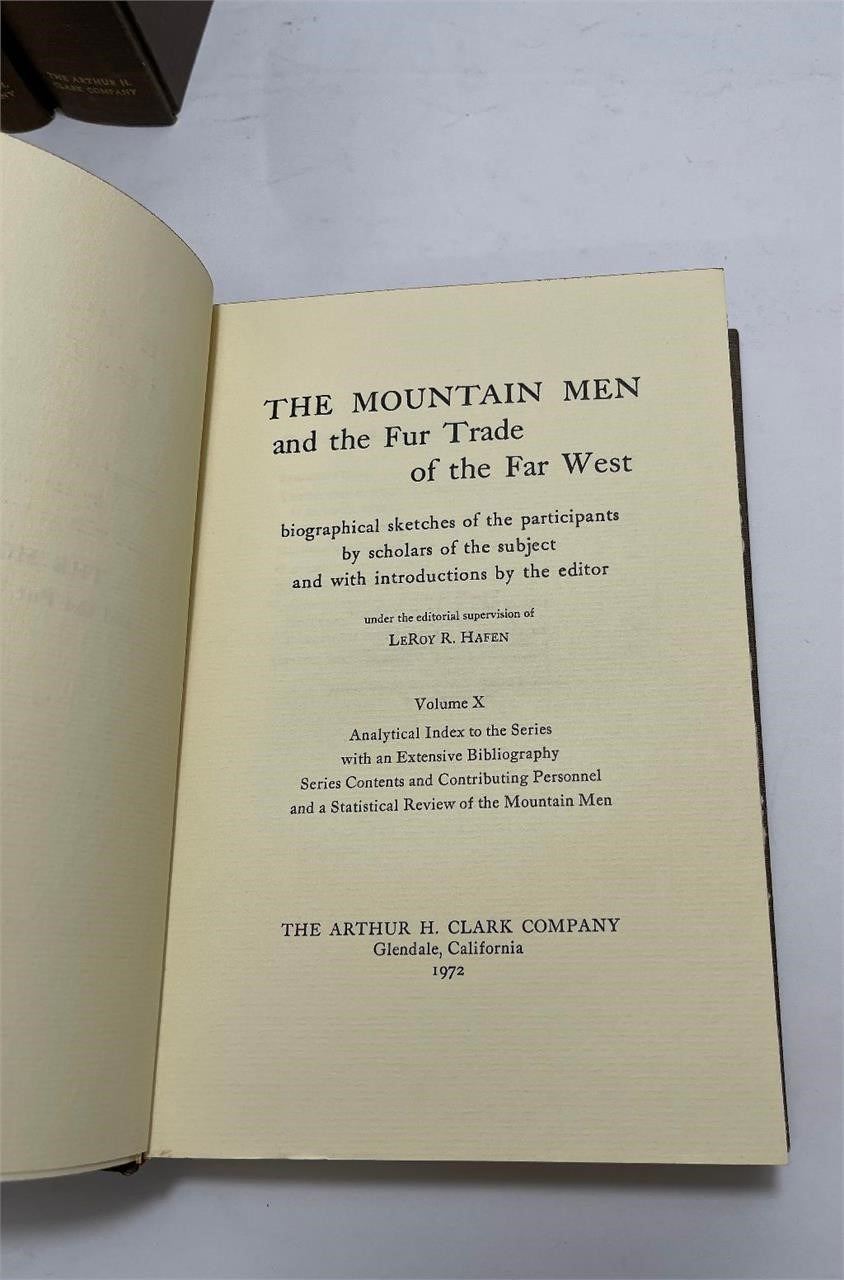 THE ARTHUR H.
CLARK COMPANY
THE MOUNTAIN MEN
and the Fur Trade
of the Far West
biographical sketches of the participants
by scholars of the subject
and with introductions by the editor
under the editorial supervision of
LEROY R. HAFEN
Volume X
Analytical Index to the Series
with an Extensive Bibliography
Series Contents and Contributing Personnel
and a Statistical Review of the Mountain Men
THE ARTHUR H. CLARK COMPANY
Glendale, California
1972